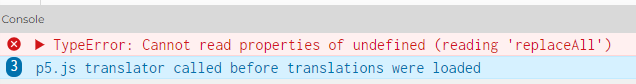 Console
TypeError: Cannot read properties of undefined (reading 'replaceAll')
3 p5.js translator called before translations were loaded